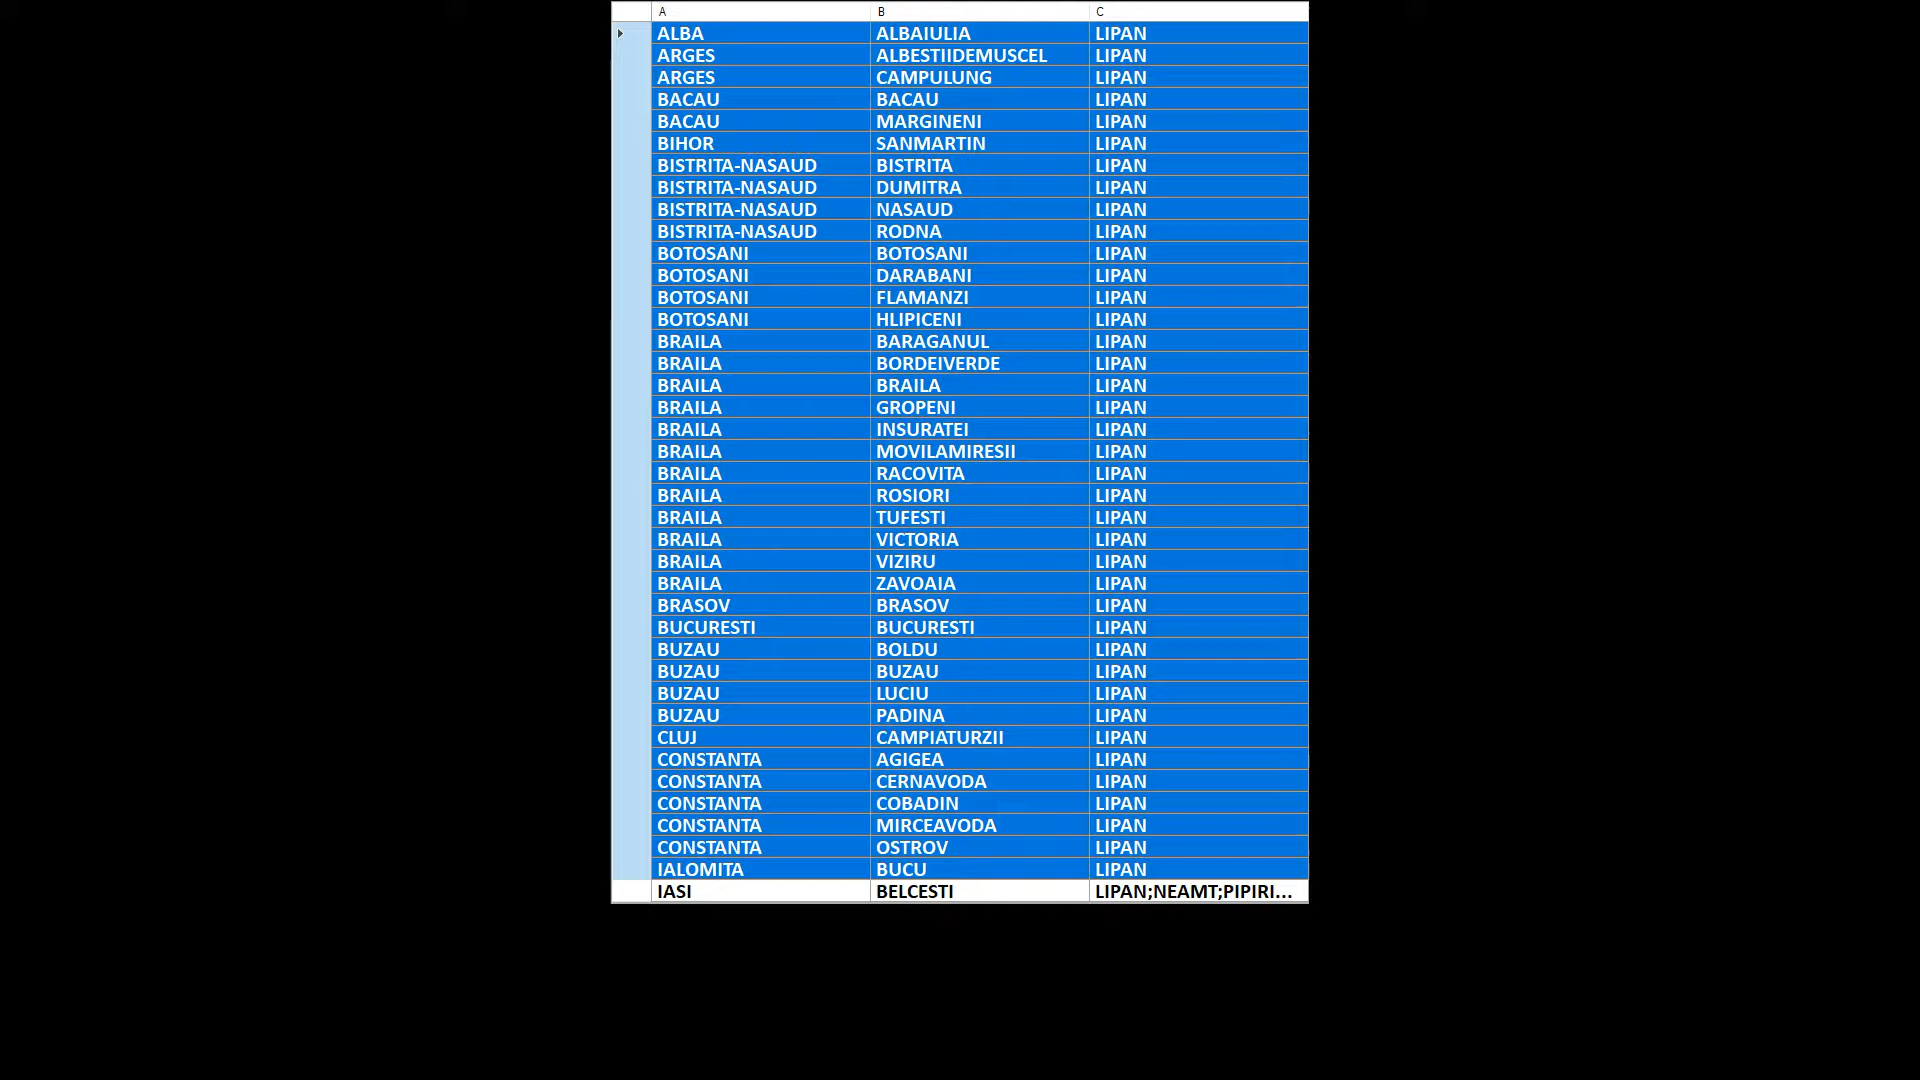 A B C
ALBA ALBAIULIA LIPAN
ARGES ALBESTIIDEMUSCEL LIPAN
ARGES CAMPULUNG LIPAN
BACAU BACAU LIPAN
BACAU MARGINENI LIPAN
BIHOR SANMARTIN LIPAN
BISTRITA-NASAUD BISTRITA LIPAN
BISTRITA-NASAUD DUMITRA LIPAN
BISTRITA-NASAUD NASAUD LIPAN
BISTRITA-NASAUD RODNA LIPAN
BOTOSANI BOTOSANI LIPAN
BOTOSANI DARABANI LIPAN
BOTOSANI FLAMANZI LIPAN
BOTOSANI HLIPICENI LIPAN
BRAILA BARAGANUL LIPAN
BRAILA BORDEIVERDE LIPAN
BRAILA BRAILA LIPAN
BRAILA GROPENI LIPAN
BRAILA INSURATEI LIPAN
BRAILA MOVILAMIRESII LIPAN
BRAILA RACOVITA LIPAN
BRAILA ROSIORI LIPAN
BRAILA TUFESTI LIPAN
BRAILA VICTORIA LIPAN
BRAILA VIZIRU LIPAN
BRAILA ZAVOAIA LIPAN
BRASOV BRASOV LIPAN
BUCURESTI BUCURESTI LIPAN
BUZAU BOLDU LIPAN
BUZAU BUZAU LIPAN
BUZAU LUCIU LIPAN
BUZAU PADINA LIPAN
CLUJ CAMPIATURZII LIPAN
CONSTANTA AGIGEA LIPAN
CONSTANTA CERNAVODA LIPAN
CONSTANTA COBADIN LIPAN
CONSTANTA MIRCEAVODA LIPAN
CONSTANTA OSTROV LIPAN
IALOMITA BUCU LIPAN
IASI BELCESTI LIPAN;NEAMT;PIPIRI...